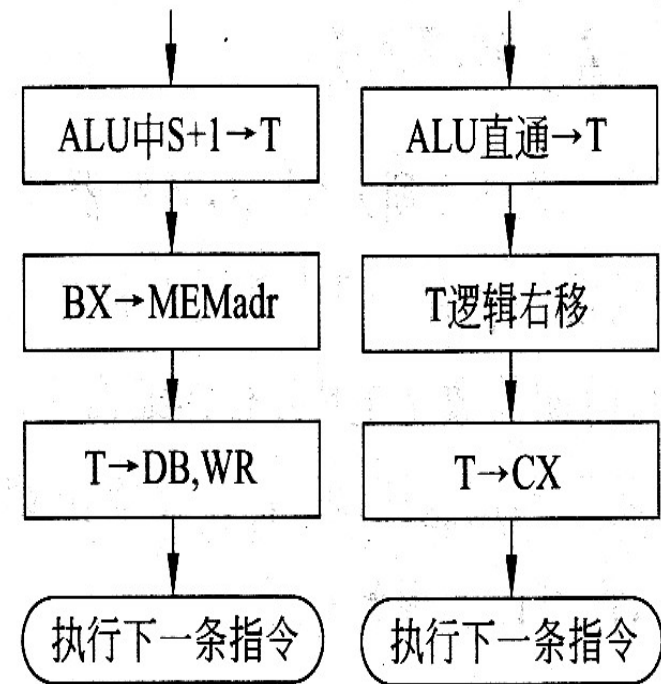 ALU中S+1→T
BX→MEMadr
T→DB,WR
执行下一条指令
ALU直通→T
T逻辑右移
T→CX
执行下一条指令